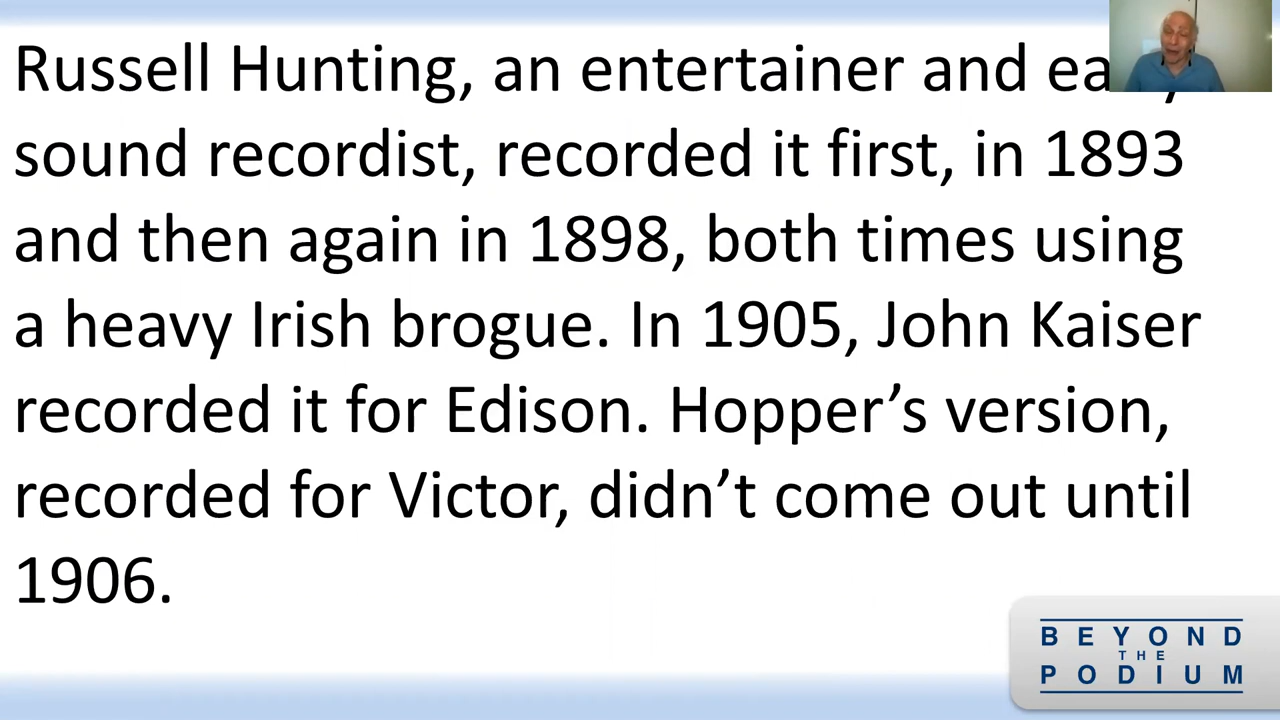 Russell Hunting, an entertainer and
sound recordist, recorded it first, in 1893
and then again in 1898, both times using
a heavy Irish brogue. In 1905, John Kaiser
recorded it for Edison. Hopper’s version,
recorded for Victor, didn’t come out until
1906.
BEYOND
THE
PODIUM